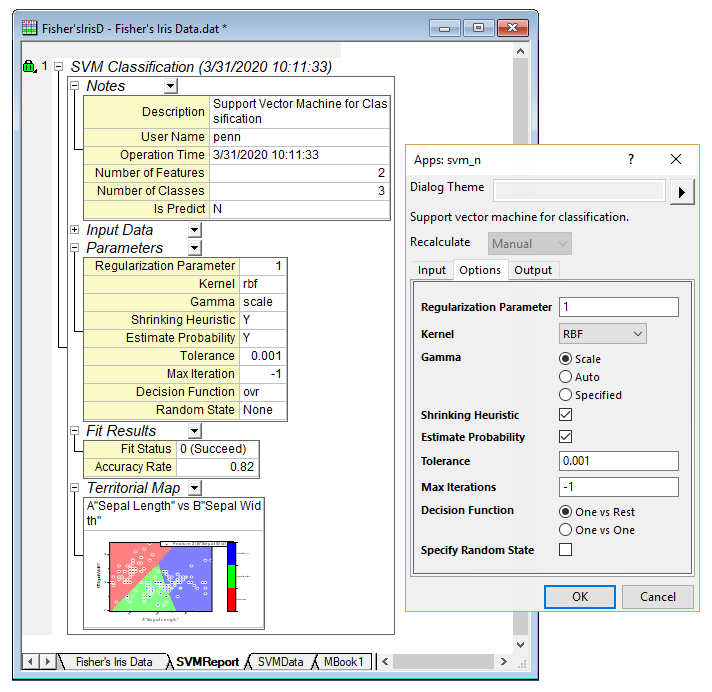 Fisher'sIrisD - Fisher's Iris Data.dat *
1 SVM Classification (3/31/2020 10:11:33)
Notes
Description Support Vector Machine for Clas
sification
User Name penn
Operation Time 3/31/2020 10:11:33
Number of Features 2
Number of Classes 3
Is Predict N
Input Data
Parameters
Regularization Parameter 1
Kernel rbf
Gamma scale
Shrinking Heuristic Y
Estimate Probability Y
Tolerance 0.001
Max Iteration -1
Decision Function ovr
Random State None
Fit Results
Fit Status 0 (Succeed)
Accuracy Rate 0.82
Territorial Map
A"Sepal Length" vs B"Sepal Wid
th"
A"Sepal Length"
Fisher's Iris Data SVMReport SVMData MBook1
Apps: svm_n
Dialog Theme
Support vector machine for classification.
Recalculate Manual
Input Options Output
Regularization Parameter 1
Kernel RBF
Gamma Scale
Auto
Specified
Shrinking Heuristic
Estimate Probability
Tolerance 0.001
Max Iterations -1
Decision Function One vs Rest
One vs One
Specify Random State
OK Cancel